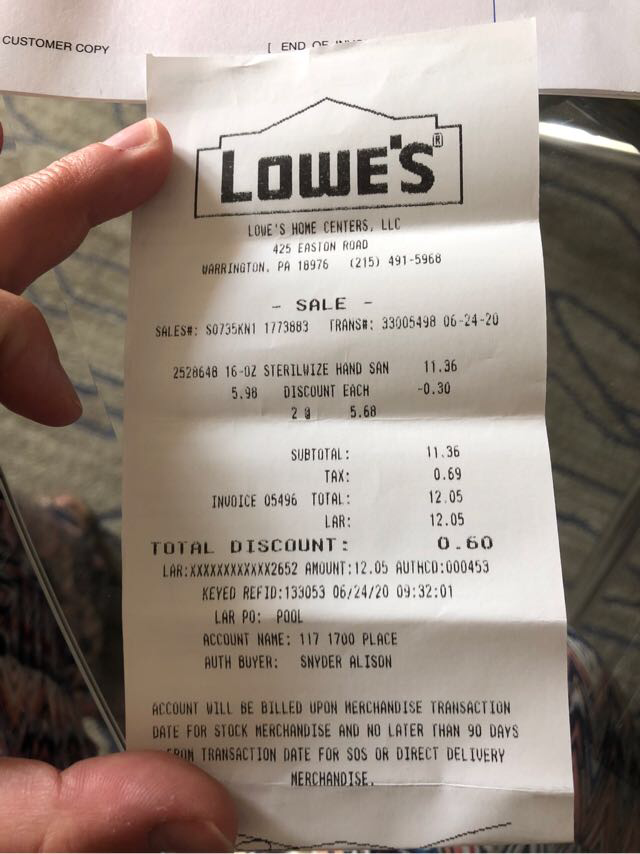 CUSTOMER COPY
[ END OF
LOWE'S®
LOWE'S HOME CENTERS, LLC
425 EASTON ROAD
WARRINGTON, PA 18976 (215) 491-5968
- SALE -
SALES#: S0735KN1 1773883 TRANS#: 33005498 06-24-20
2528648 16-OZ STERILWIZE HAND SAN 11.36
5.98 DISCOUNT EACH -0.30
2 @ 5.68
SUBTOTAL: 11.36
TAX: 0.69
INVOICE 05496 TOTAL: 12.05
LAR: 12.05
TOTAL DISCOUNT: 0.60
LAR:XXXXXXXXXXXX2652 AMOUNT:12.05 AUTHCD:000453
KEYED REFID:133053 06/24/20 09:32:01
LAR PO: POOL
ACCOUNT NAME: 117 1700 PLACE
AUTH BUYER: SNYDER ALISON
ACCOUNT WILL BE BILLED UPON MERCHANDISE TRANSACTION
DATE FOR STOCK MERCHANDISE AND NO LATER THAN 90 DAYS
FROM TRANSACTION DATE FOR SOS OR DIRECT DELIVERY
MERCHANDISE.